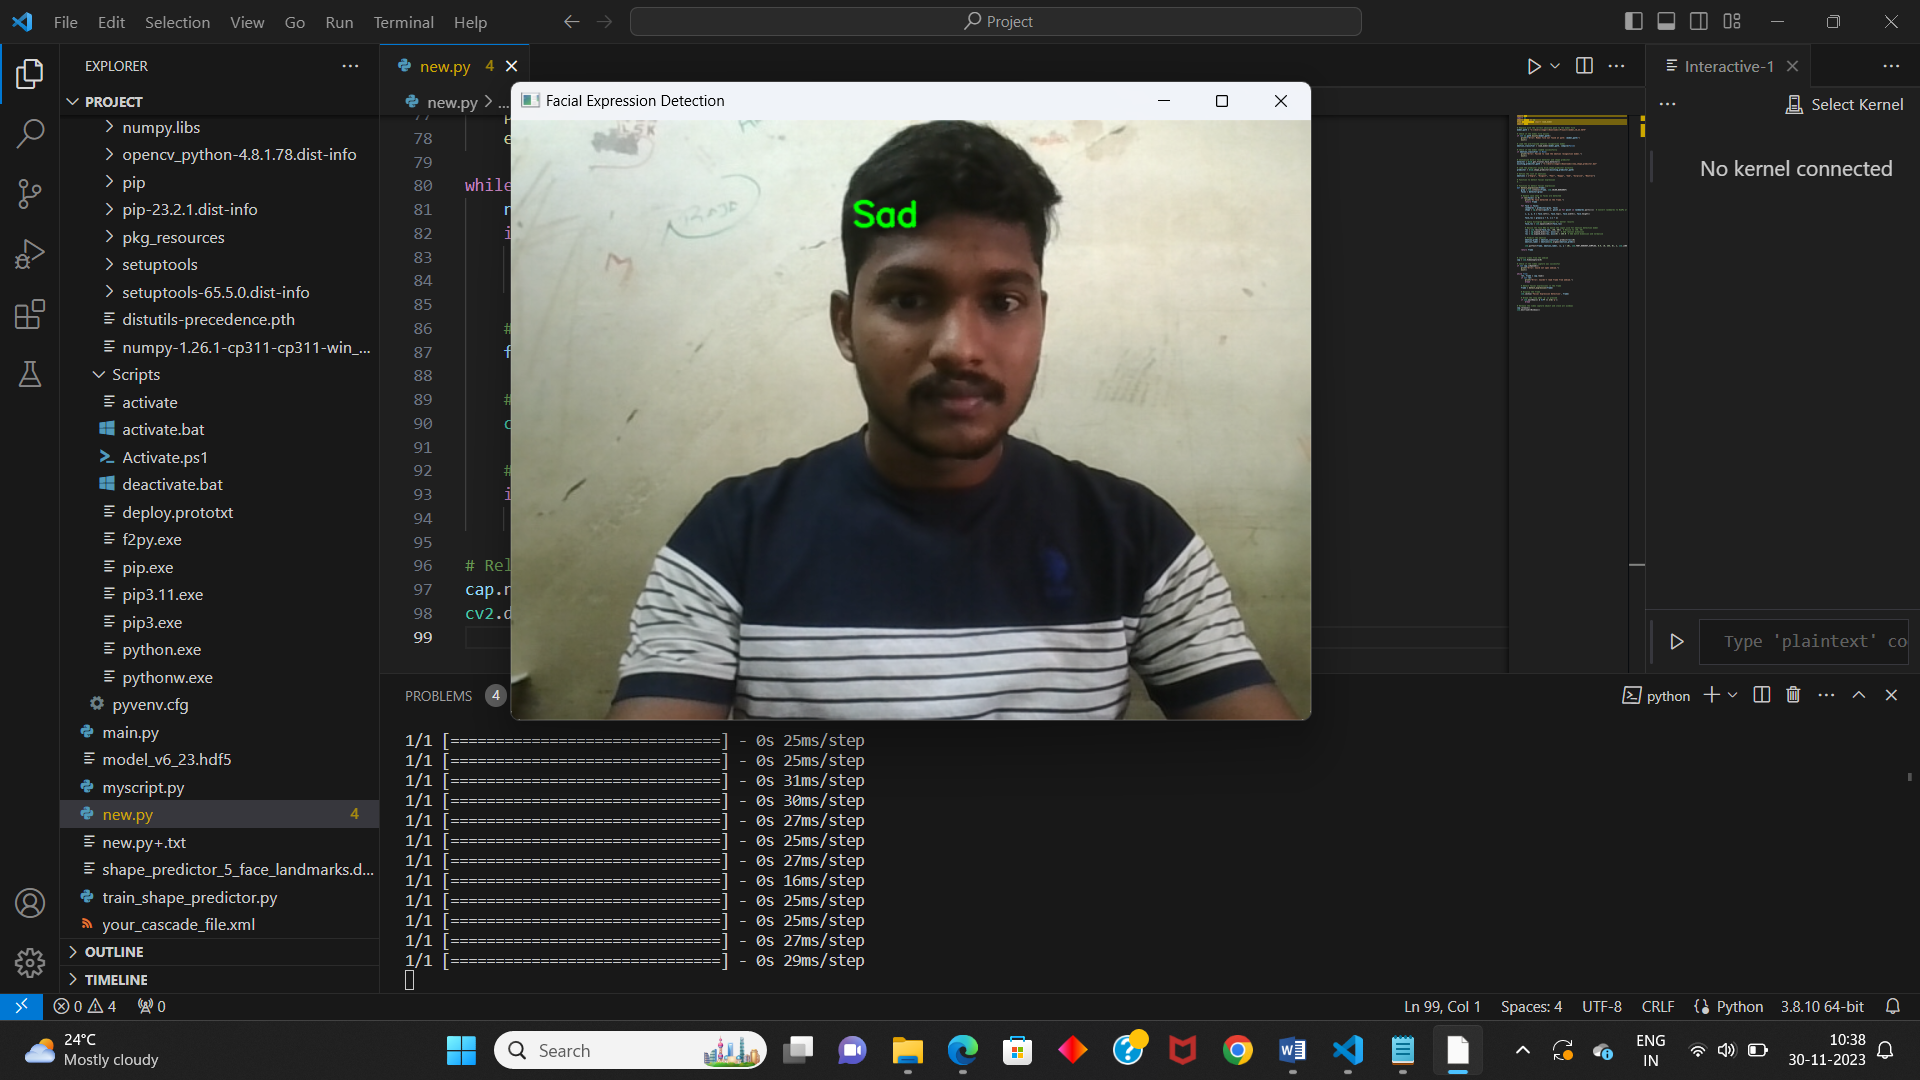 File Edit Selection View Go Run Terminal Help
Project
EXPLORER
PROJECT
numpy.libs
opencv_python-4.8.1.78.dist-info
pip
pip-23.2.1.dist-info
pkg_resources
setuptools
setuptools-65.5.0.dist-info
distutils-precedence.pth
numpy-1.26.1-cp311-cp311-win_...
Scripts
activate
activate.bat
Activate.ps1
deactivate.bat
deploy.prototxt
f2py.exe
pip.exe
pip3.11.exe
pip3.exe
python.exe
pythonw.exe
pyvenv.cfg
main.py
model_v6_23.hdf5
myscript.py
new.py 4
new.py+.txt
shape_predictor_5_face_landmarks.d...
train_shape_predictor.py
your_cascade_file.xml
OUTLINE
TIMELINE
new.py 4
new.py > ...
Facial Expression Detection
Sad
78 e
79
80 while
81 r
82 i
83
84
85
86 #
87 f
88
89 #
90 c
91
92 #
93 i
94
95
96 # Rel
97 cap.r
98 cv2.d
99
Interactive-1
Select Kernel
No kernel connected
Type 'plaintext' co
PROBLEMS 4
python
1/1 [==============================] - 0s 25ms/step
1/1 [==============================] - 0s 25ms/step
1/1 [==============================] - 0s 31ms/step
1/1 [==============================] - 0s 30ms/step
1/1 [==============================] - 0s 27ms/step
1/1 [==============================] - 0s 25ms/step
1/1 [==============================] - 0s 27ms/step
1/1 [==============================] - 0s 16ms/step
1/1 [==============================] - 0s 25ms/step
1/1 [==============================] - 0s 25ms/step
1/1 [==============================] - 0s 27ms/step
1/1 [==============================] - 0s 29ms/step
0 4 0
Ln 99, Col 1 Spaces: 4 UTF-8 CRLF Python 3.8.10 64-bit
24°C
Mostly cloudy
Search
ENG
IN
10:38
30-11-2023